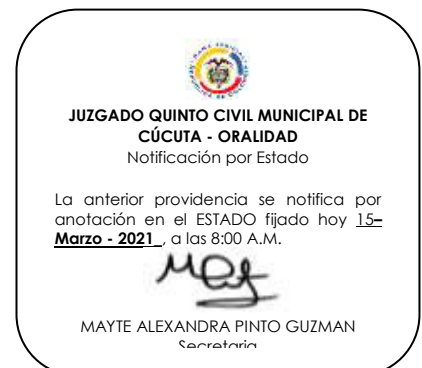 JUZGADO QUINTO CIVIL MUNICIPAL DE
CÚCUTA - ORALIDAD
Notificación por Estado
La anterior providencia se notifica por
anotación en el ESTADO fijado hoy 15–
Marzo - 2021 , a las 8:00 A.M.
MAYTE ALEXANDRA PINTO GUZMAN
Secretaria